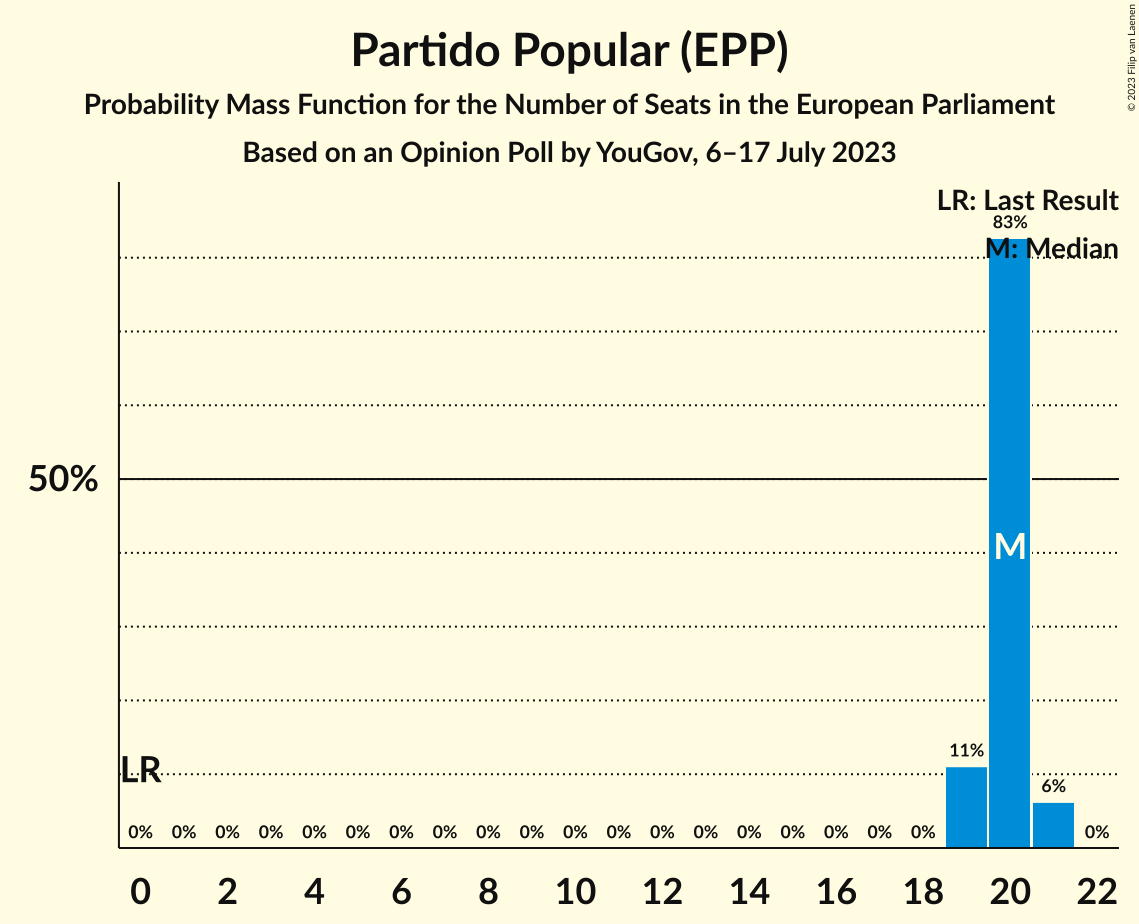 Partido Popular (EPP)
Probability Mass Function for the Number of Seats in the European Parliament
Based on an Opinion Poll by YouGov, 6–17 July 2023
© 2023 Filip van Laenen
LR: Last Result
83%
M: Median
50%
M
LR
11%
6%
0% 0% 0% 0% 0% 0% 0% 0% 0% 0% 0% 0% 0% 0% 0% 0% 0% 0% 0% 0%
0 2 4 6 8 10 12 14 16 18 20 22